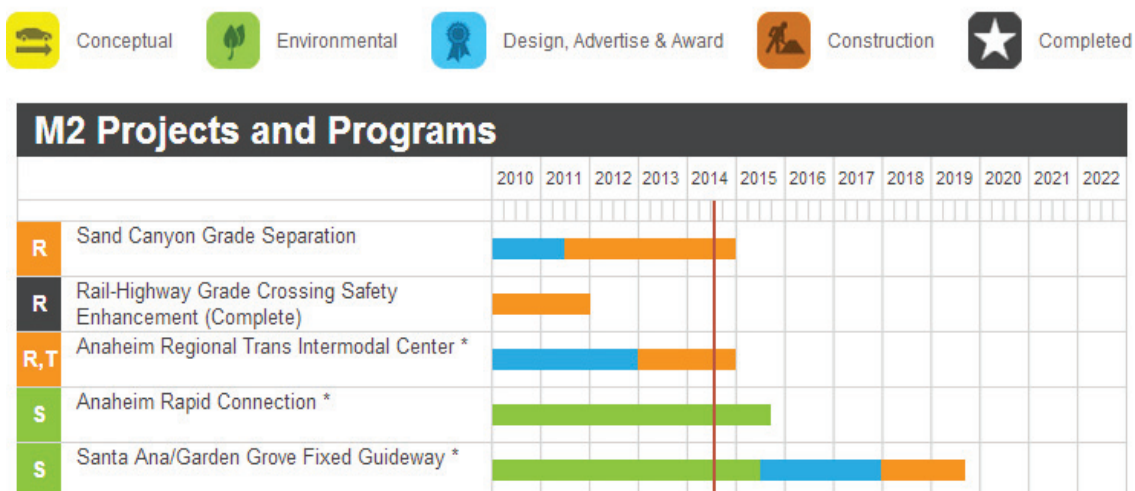 Conceptual Environmental Design, Advertise & Award Construction Completed
M2 Projects and Programs
2010 2011 2012 2013 2014 2015 2016 2017 2018 2019 2020 2021 2022
R Sand Canyon Grade Separation
R Rail-Highway Grade Crossing Safety
Enhancement (Complete)
R,T Anaheim Regional Trans Intermodal Center *
S Anaheim Rapid Connection *
S Santa Ana/Garden Grove Fixed Guideway *